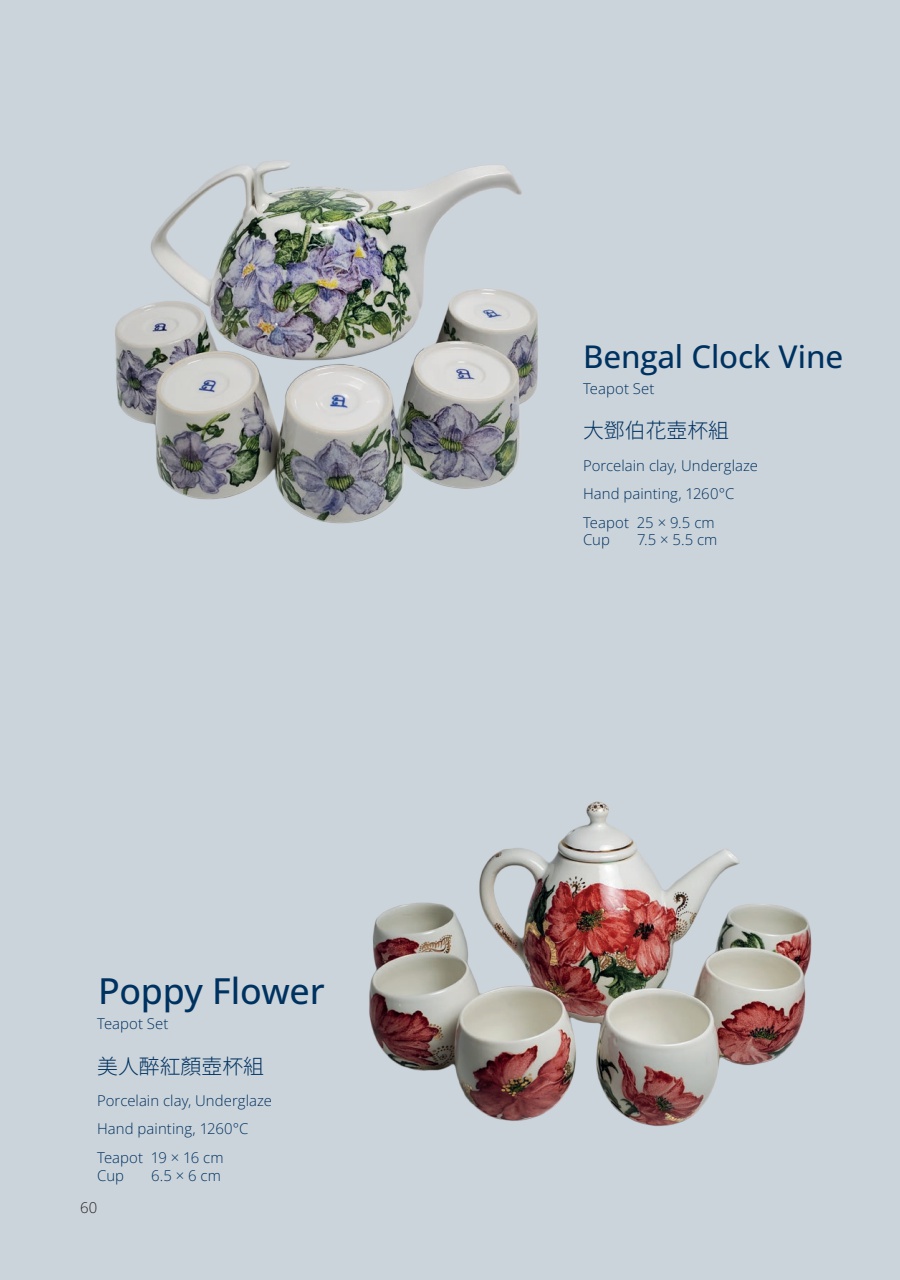 Bengal Clock Vine
Teapot Set
大鄧伯花壺杯組
Porcelain clay, Underglaze
Hand painting, 1260°C
Teapot 25 × 9.5 cm
Cup 7.5 × 5.5 cm
Poppy Flower
Teapot Set
美人醉紅顏壺杯組
Porcelain clay, Underglaze
Hand painting, 1260°C
Teapot 19 × 16 cm
Cup 6.5 × 6 cm
60